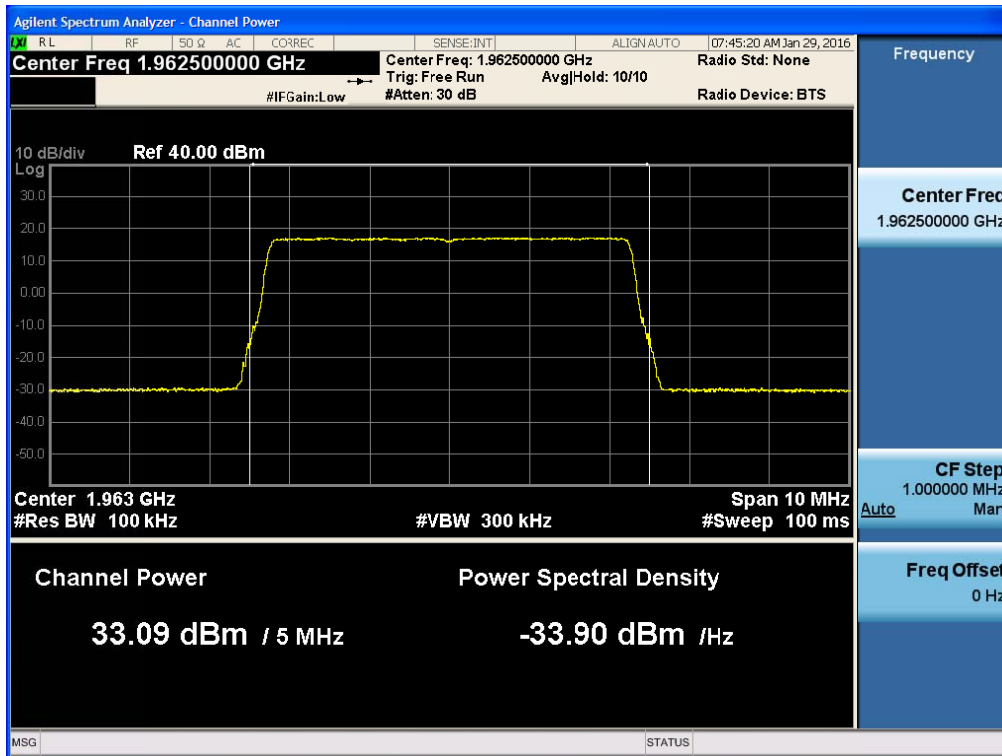 Agilent Spectrum Analyzer - Channel Power
LXI RL RF 50 Ω AC CORREC SENSE:INT ALIGN AUTO 07:45:20 AM Jan 29, 2016
Center Freq 1.962500000 GHz
#IFGain:Low
Center Freq: 1.962500000 GHz
Trig: Free Run Avg|Hold: 10/10
#Atten: 30 dB
Radio Std: None
Radio Device: BTS
10 dB/div Ref 40.00 dBm
Log
30.0
20.0
10.0
0.00
-10.0
-20.0
-30.0
-40.0
-50.0
Center 1.963 GHz Span 10 MHz
#Res BW 100 kHz #VBW 300 kHz #Sweep 100 ms
Channel Power
33.09 dBm / 5 MHz
Power Spectral Density
-33.90 dBm /Hz
MSG STATUS
Frequency
Center Freq
1.962500000 GHz
CF Step
1.000000 MHz
Auto Man
Freq Offset
0 Hz